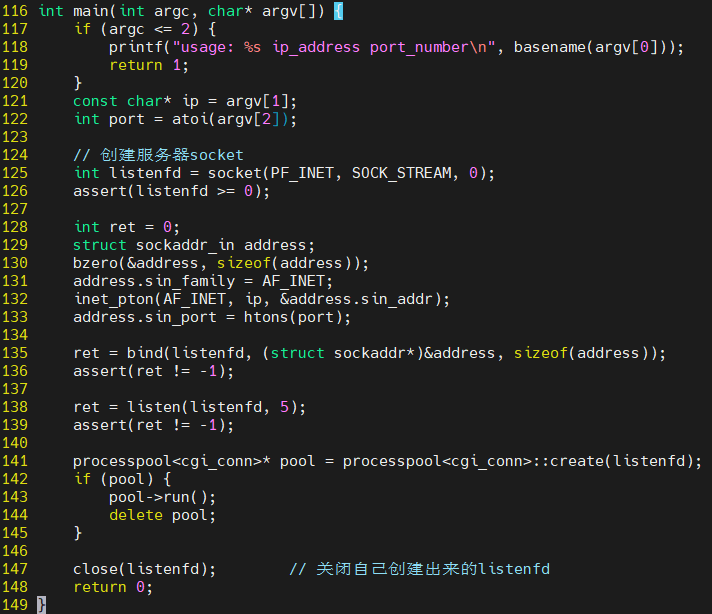 116 int main(int argc, char* argv[]) {
117     if (argc <= 2) {
118         printf("usage: %s ip_address port_number\n", basename(argv[0]));
119         return 1;
120     }
121     const char* ip = argv[1];
122     int port = atoi(argv[2]);
123
124     // 创建服务器socket
125     int listenfd = socket(PF_INET, SOCK_STREAM, 0);
126     assert(listenfd >= 0);
127
128     int ret = 0;
129     struct sockaddr_in address;
130     bzero(&address, sizeof(address));
131     address.sin_family = AF_INET;
132     inet_pton(AF_INET, ip, &address.sin_addr);
133     address.sin_port = htons(port);
134
135     ret = bind(listenfd, (struct sockaddr*)&address, sizeof(address));
136     assert(ret != -1);
137
138     ret = listen(listenfd, 5);
139     assert(ret != -1);
140
141     processpool<cgi_conn>* pool = processpool<cgi_conn>::create(listenfd);
142     if (pool) {
143         pool->run();
144         delete pool;
145     }
146
147     close(listenfd);        // 关闭自己创建出来的listenfd
148     return 0;
149 }